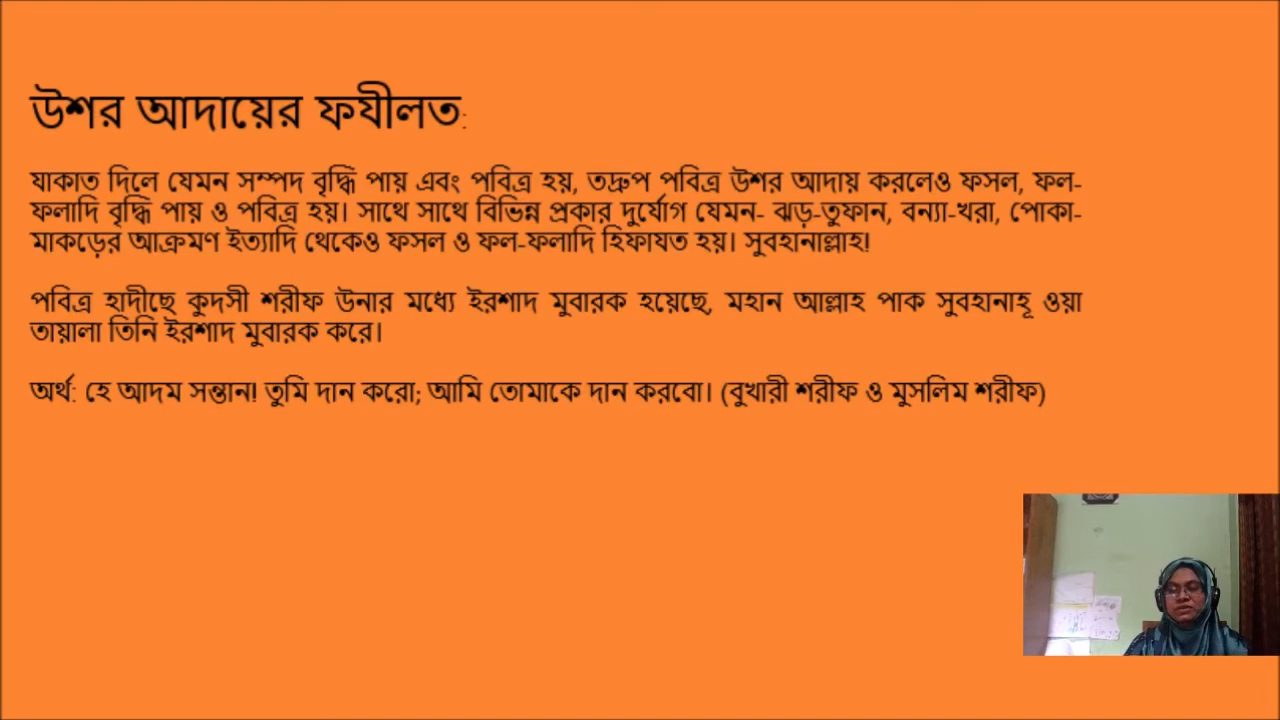 উশর আদায়ের ফযীলত:
যাকাত দিলে যেমন সম্পদ বৃদ্ধি পায় এবং পবিত্র হয়, তদ্রুপ পবিত্র উশর আদায় করলেও ফসল, ফল-
ফলাদি বৃদ্ধি পায় ও পবিত্র হয়। সাথে সাথে বিভিন্ন প্রকার দুর্যোগ যেমন- ঝড়-তুফান, বন্যা-খরা, পোকা-
মাকড়ের আক্রমণ ইত্যাদি থেকেও ফসল ও ফল-ফলাদি হিফাযত হয়। সুবহানাল্লাহ!
পবিত্র হাদীছে কুদসী শরীফ উনার মধ্যে ইরশাদ মুবারক হয়েছে, মহান আল্লাহ পাক সুবহানাহূ ওয়া
তায়ালা তিনি ইরশাদ মুবারক করে।
অর্থ: হে আদম সন্তান! তুমি দান করো; আমি তোমাকে দান করবো। (বুখারী শরীফ ও মুসলিম শরীফ)